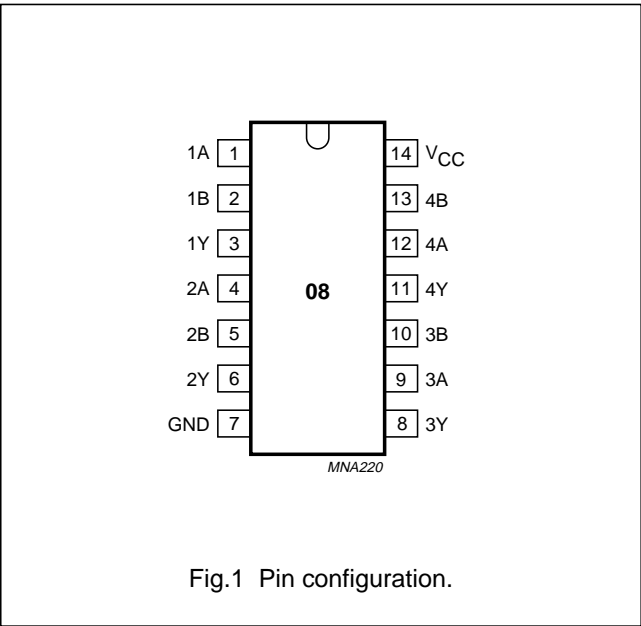 1A 1 14 VCC
1B 2 13 4B
1Y 3 12 4A
2A 4 08 11 4Y
2B 5 10 3B
2Y 6 9 3A
GND 7 8 3Y
MNA220
Fig.1 Pin configuration.